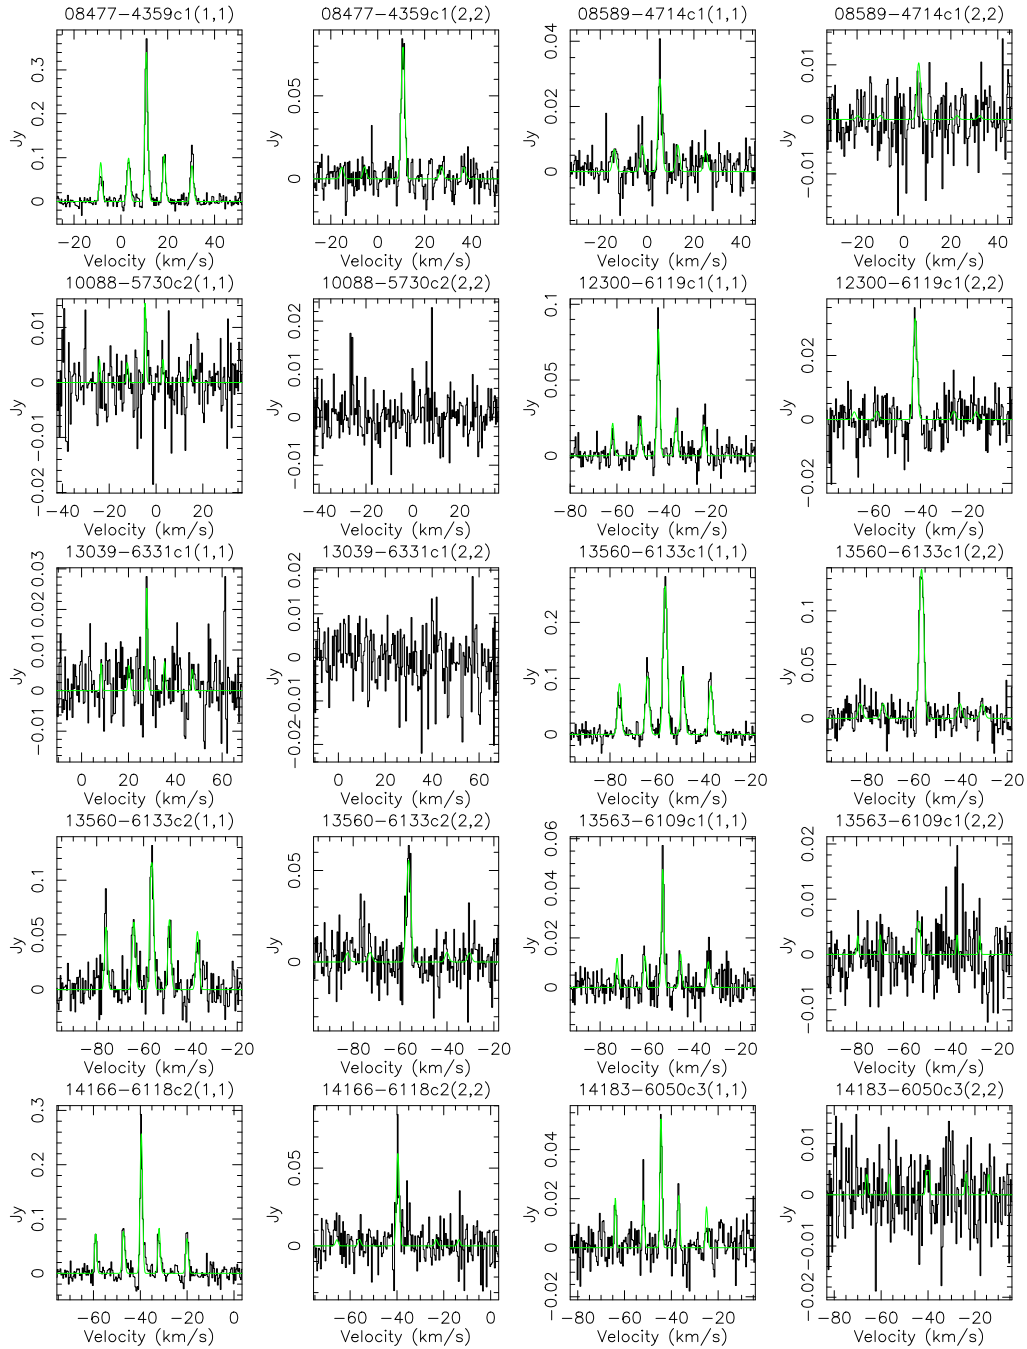 08477−4359c1(1,1)
Jy
0 0.1 0.2 0.3
−20 0 20 40
Velocity (km/s)
08477−4359c1(2,2)
Jy
0 0.05
−20 0 20 40
Velocity (km/s)
08589−4714c1(1,1)
Jy
0 0.02 0.04
−20 0 20 40
Velocity (km/s)
08589−4714c1(2,2)
Jy
−0.01 0 0.01
−20 0 20 40
Velocity (km/s)
10088−5730c2(1,1)
Jy
−0.02 −0.01 0 0.01
−40 −20 0 20
Velocity (km/s)
10088−5730c2(2,2)
Jy
−0.01 0 0.01 0.02
−40 −20 0 20
Velocity (km/s)
12300−6119c1(1,1)
Jy
0 0.05 0.1
−80 −60 −40 −20
Velocity (km/s)
12300−6119c1(2,2)
Jy
−0.02 0 0.02
−60 −40 −20
Velocity (km/s)
13039−6331c1(1,1)
Jy
−0.01 0 0.01 0.02 0.03
0 20 40 60
Velocity (km/s)
13039−6331c1(2,2)
Jy
−0.02 −0.01 0 0.01 0.02
0 20 40 60
Velocity (km/s)
13560−6133c1(1,1)
Jy
0 0.1 0.2
−80 −60 −40 −20
Velocity (km/s)
13560−6133c1(2,2)
Jy
0 0.05 0.1
−80 −60 −40 −20
Velocity (km/s)
13560−6133c2(1,1)
Jy
0 0.05 0.1
−80 −60 −40 −20
Velocity (km/s)
13560−6133c2(2,2)
Jy
0 0.05
−80 −60 −40 −20
Velocity (km/s)
13563−6109c1(1,1)
Jy
0 0.02 0.04 0.06
−80 −60 −40 −20
Velocity (km/s)
13563−6109c1(2,2)
Jy
−0.01 0 0.01 0.02
−80 −60 −40 −20
Velocity (km/s)
14166−6118c2(1,1)
Jy
0 0.1 0.2 0.3
−60 −40 −20 0
Velocity (km/s)
14166−6118c2(2,2)
Jy
0 0.05
−60 −40 −20 0
Velocity (km/s)
14183−6050c3(1,1)
Jy
−0.02 0 0.02 0.04
−80 −60 −40 −20
Velocity (km/s)
14183−6050c3(2,2)
Jy
−0.02 −0.01 0 0.01
−80 −60 −40 −20
Velocity (km/s)